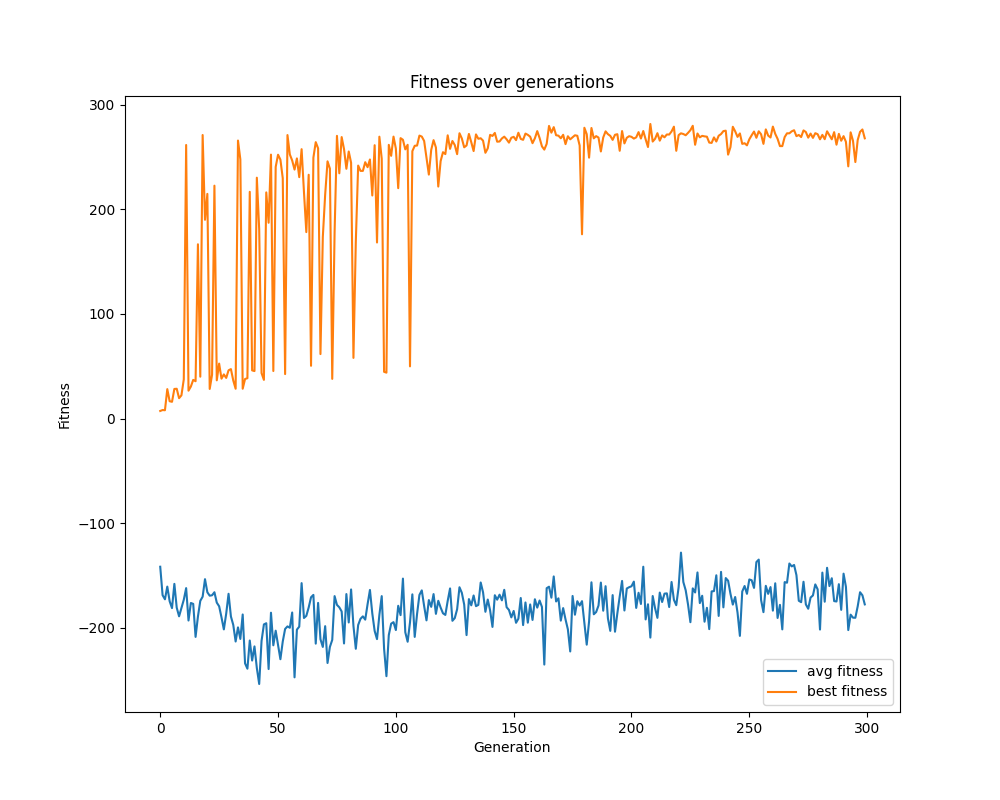 Fitness over generations
300
200
100
0
−100
−200
Fitness
0 50 100 150 200 250 300
Generation
avg fitness
best fitness